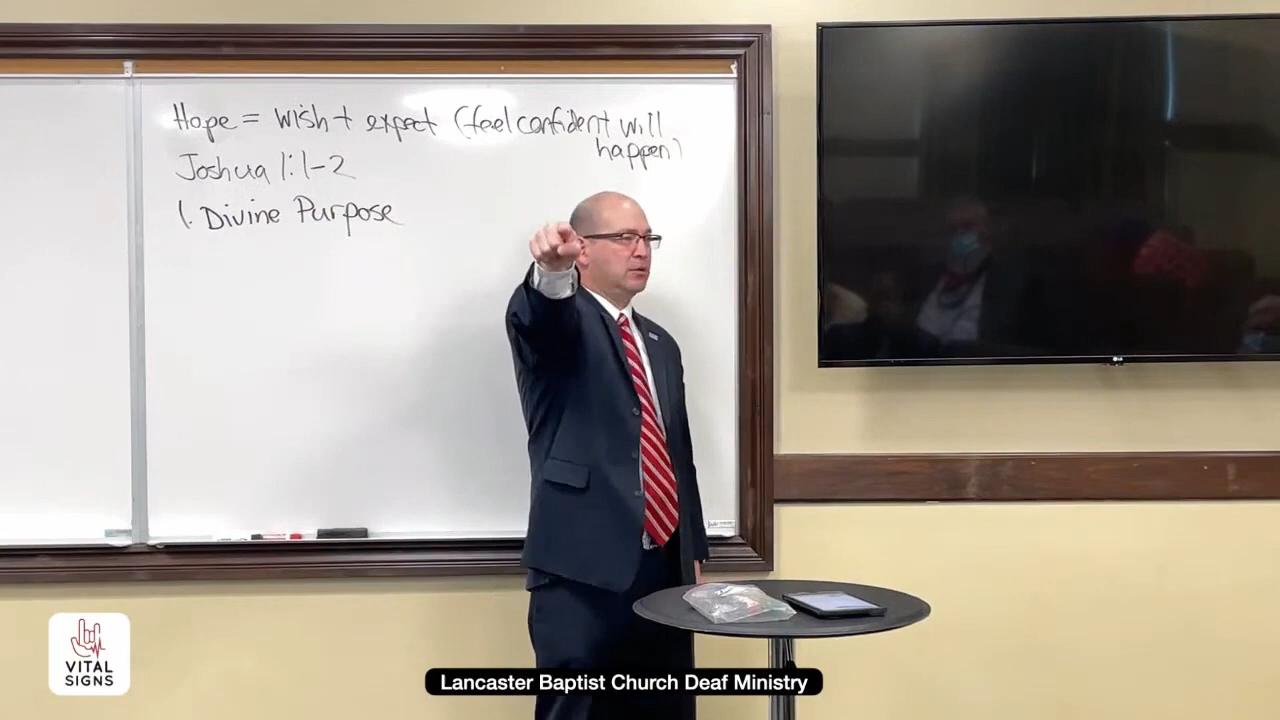 Hope = wish + expect (feel confident will
happen)
Joshua 1:1-2
1. Divine Purpose
LG
VITAL
SIGNS
Lancaster Baptist Church Deaf Ministry